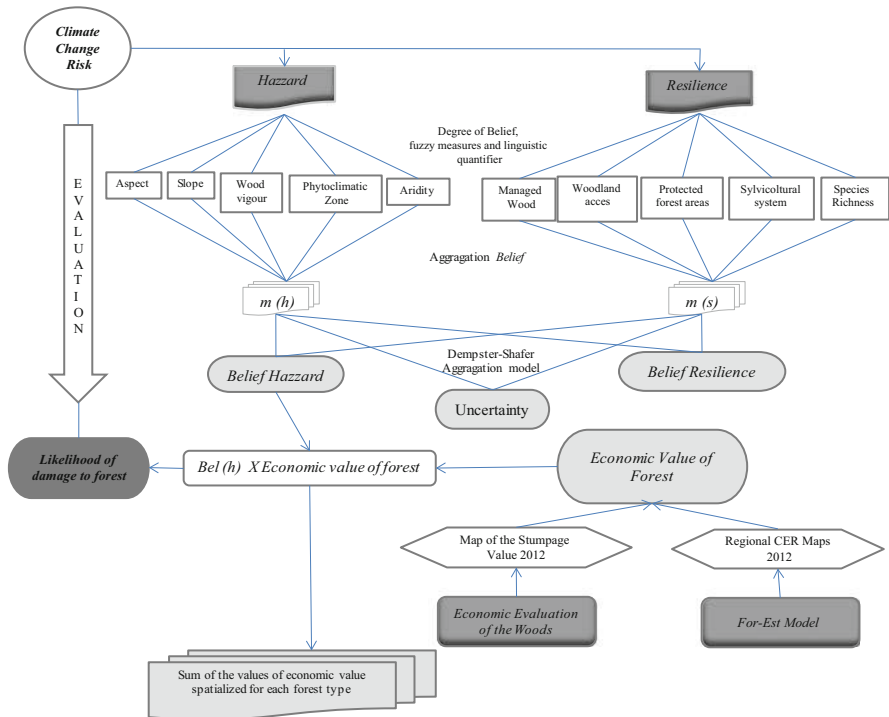 Climate
Change
Risk
Hazzard
Resilience
Degree of Belief,
fuzzy measures and linguistic
quantifier
Aspect
Slope
Wood
vigour
Phytoclimatic
Zone
Aridity
Managed
Wood
Woodland
acces
Protected
forest areas
Sylvicoltural
system
Species
Richness
EVALUATION
Aggragation Belief
m (h)
m (s)
Dempster-Shafer
Aggragation model
Belief Hazzard
Belief Resilience
Uncertainty
Likelihood of
damage to forest
Bel (h) X Economic value of forest
Economic Value of
Forest
Map of the Stumpage
Value 2012
Regional CER Maps
2012
Economic Evaluation
of the Woods
For-Est Model
Sum of the values of economic value
spatialized for each forest type